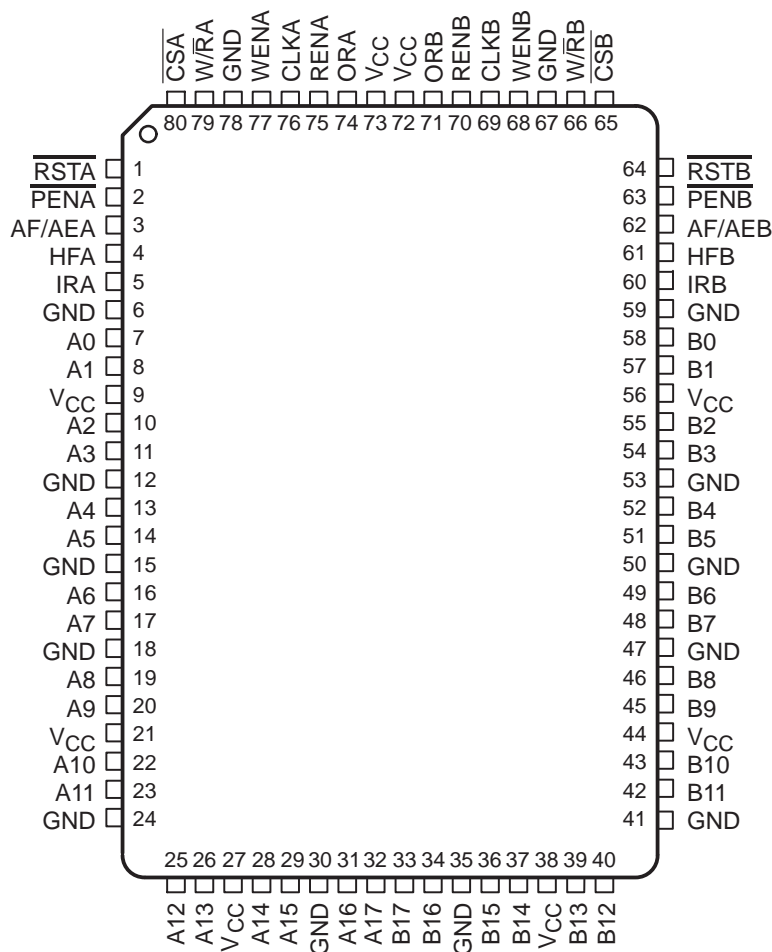 CSA
W/RA
GND
WENA
CLKA
RENA
ORA
VCC
VCC
ORB
RENB
CLKB
WENB
GND
W/RB
CSB
80 79 78 77 76 75 74 73 72 71 70 69 68 67 66 65
RSTA 1 64 RSTB
PENA 2 63 PENB
AF/AEA 3 62 AF/AEB
HFA 4 61 HFB
IRA 5 60 IRB
GND 6 59 GND
A0 7 58 B0
A1 8 57 B1
VCC 9 56 VCC
A2 10 55 B2
A3 11 54 B3
GND 12 53 GND
A4 13 52 B4
A5 14 51 B5
GND 15 50 GND
A6 16 49 B6
A7 17 48 B7
GND 18 47 GND
A8 19 46 B8
A9 20 45 B9
VCC 21 44 VCC
A10 22 43 B10
A11 23 42 B11
GND 24 41 GND
25 26 27 28 29 30 31 32 33 34 35 36 37 38 39 40
A12
A13
VCC
A14
A15
GND
A16
A17
B17
B16
GND
B15
B14
VCC
B13
B12